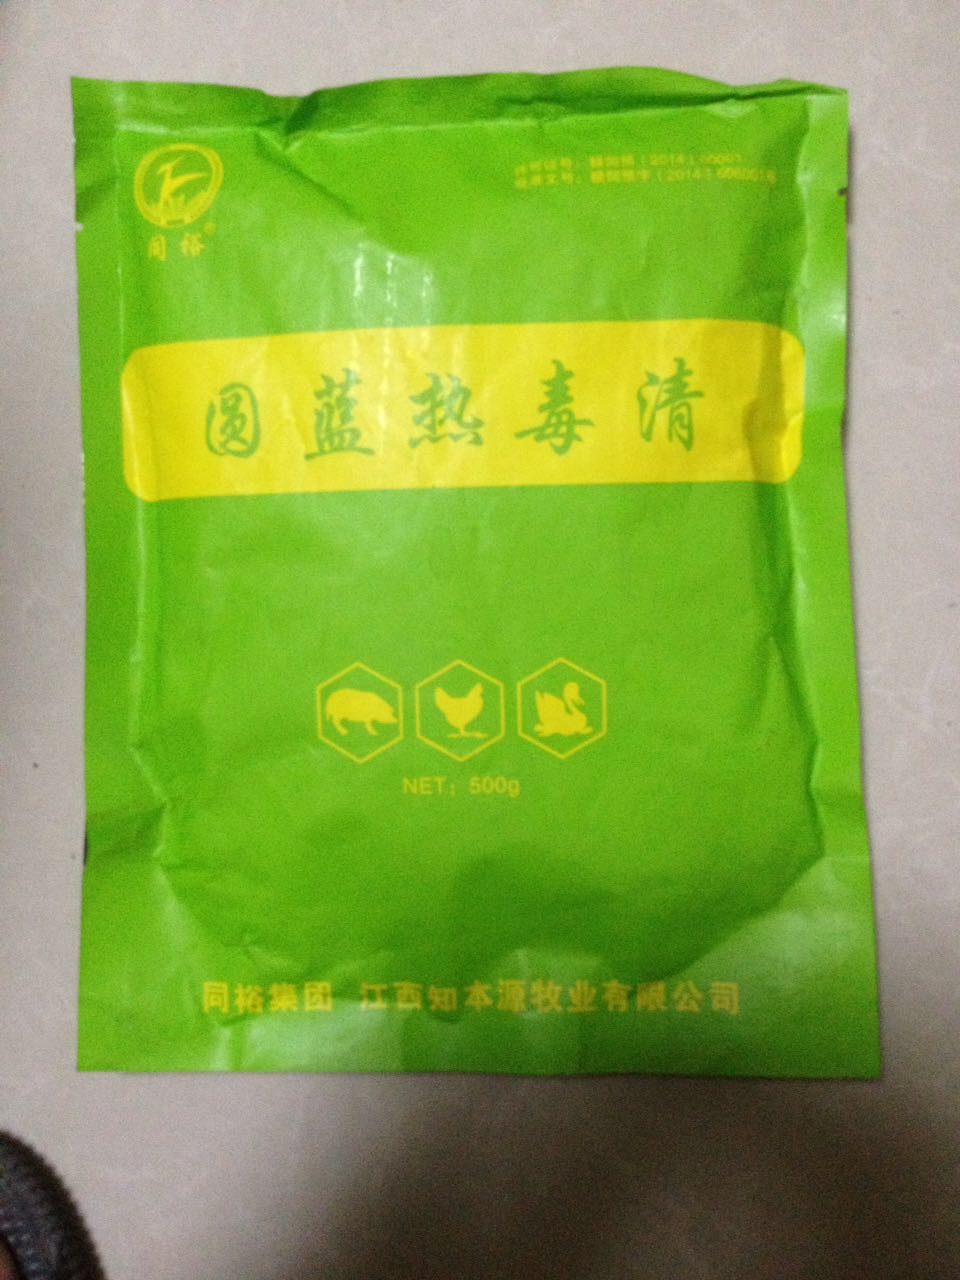 同裕®
圆蓝热毒清
NET: 500g
同裕集团 江西知本源牧业有限公司